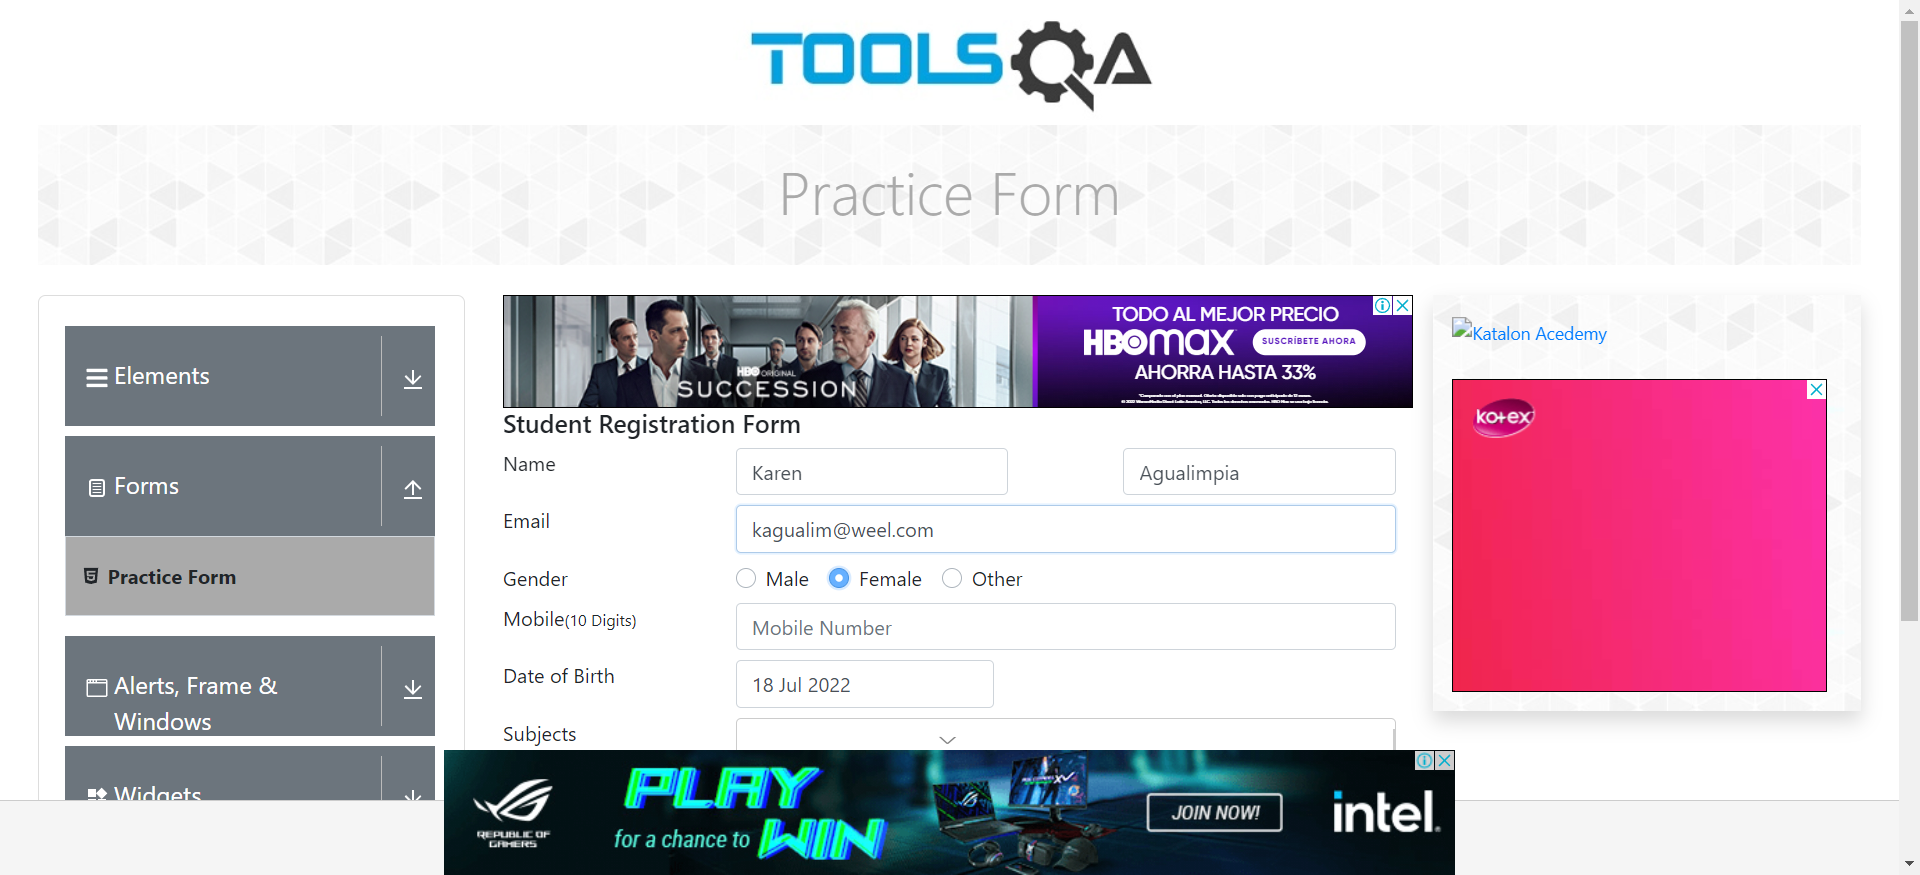 TOOLSQA
Practice Form
Elements
Forms
Practice Form
Alerts, Frame &
Windows
Widgets
HBO ORIGINAL
SUCCESSION
TODO AL MEJOR PRECIO
HBOMAX
SUSCRÍBETE AHORA
AHORRA HASTA 33%
Student Registration Form
Name
Karen
Agualimpia
Email
kagualim@weel.com
Gender
Male
Female
Other
Mobile(10 Digits)
Mobile Number
Date of Birth
18 Jul 2022
Subjects
Katalon Acedemy
kotex
REPUBLIC OF
GAMERS
PLAY
for a chance to WIN
JOIN NOW!
intel.